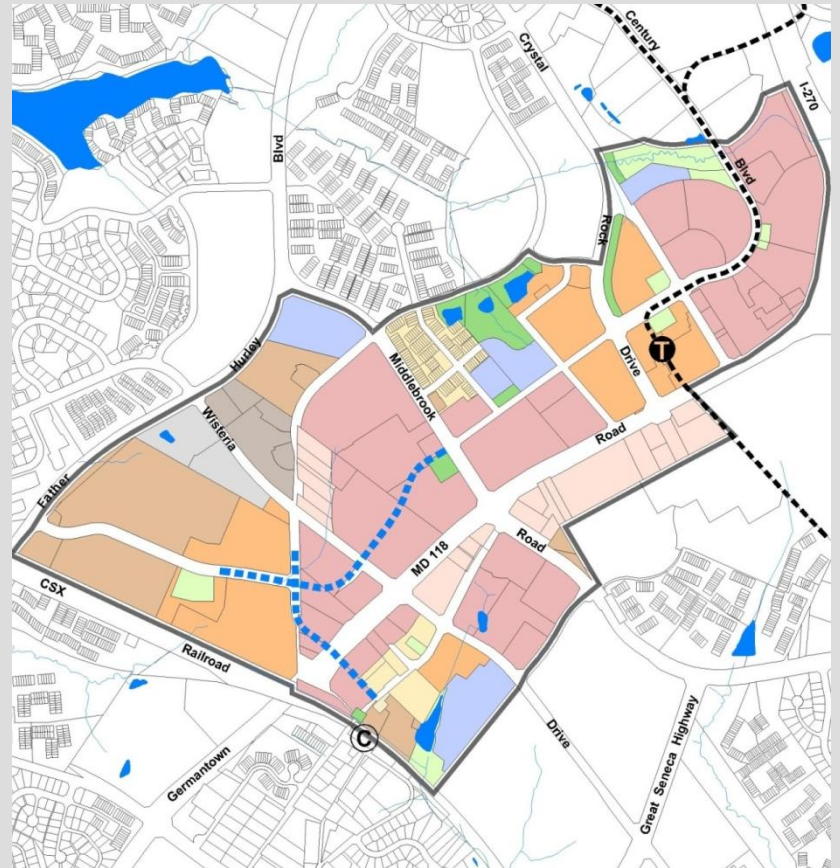 Century
Crystal
I-270
Blvd
Blvd
Rock
Hurley
Middlebrook
Drive
T
Wisteria
Road
Father
MD 118
Road
CSX
Railroad
C
Drive
Germantown
Great Seneca Highway